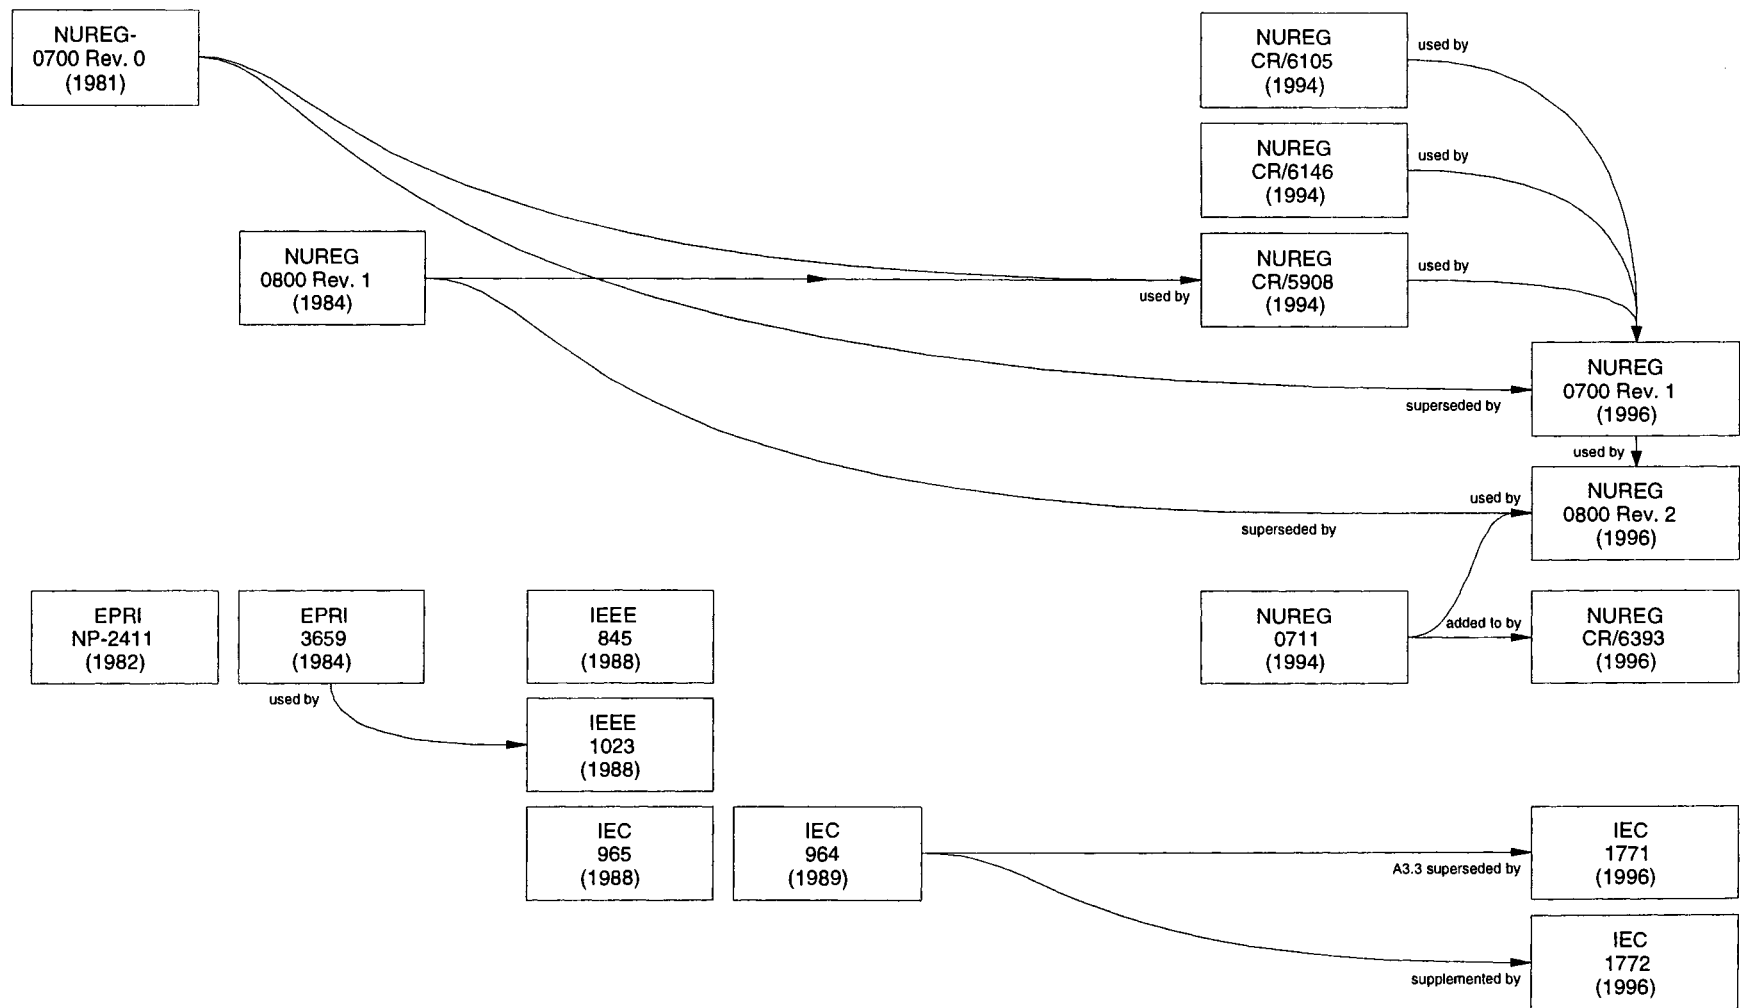 NUREG-
0700 Rev. 0
(1981)
NUREG
CR/6105
(1994)
used by
NUREG
CR/6146
(1994)
used by
NUREG
0800 Rev. 1
(1984)
used by
NUREG
CR/5908
(1994)
used by
superseded by
NUREG
0700 Rev. 1
(1996)
used by
used by
superseded by
NUREG
0800 Rev. 2
(1996)
EPRI
NP-2411
(1982)
EPRI
3659
(1984)
used by
IEEE
845
(1988)
NUREG
0711
(1994)
added to by
NUREG
CR/6393
(1996)
IEEE
1023
(1988)
IEC
965
(1988)
IEC
964
(1989)
A3.3 superseded by
IEC
1771
(1996)
supplemented by
IEC
1772
(1996)